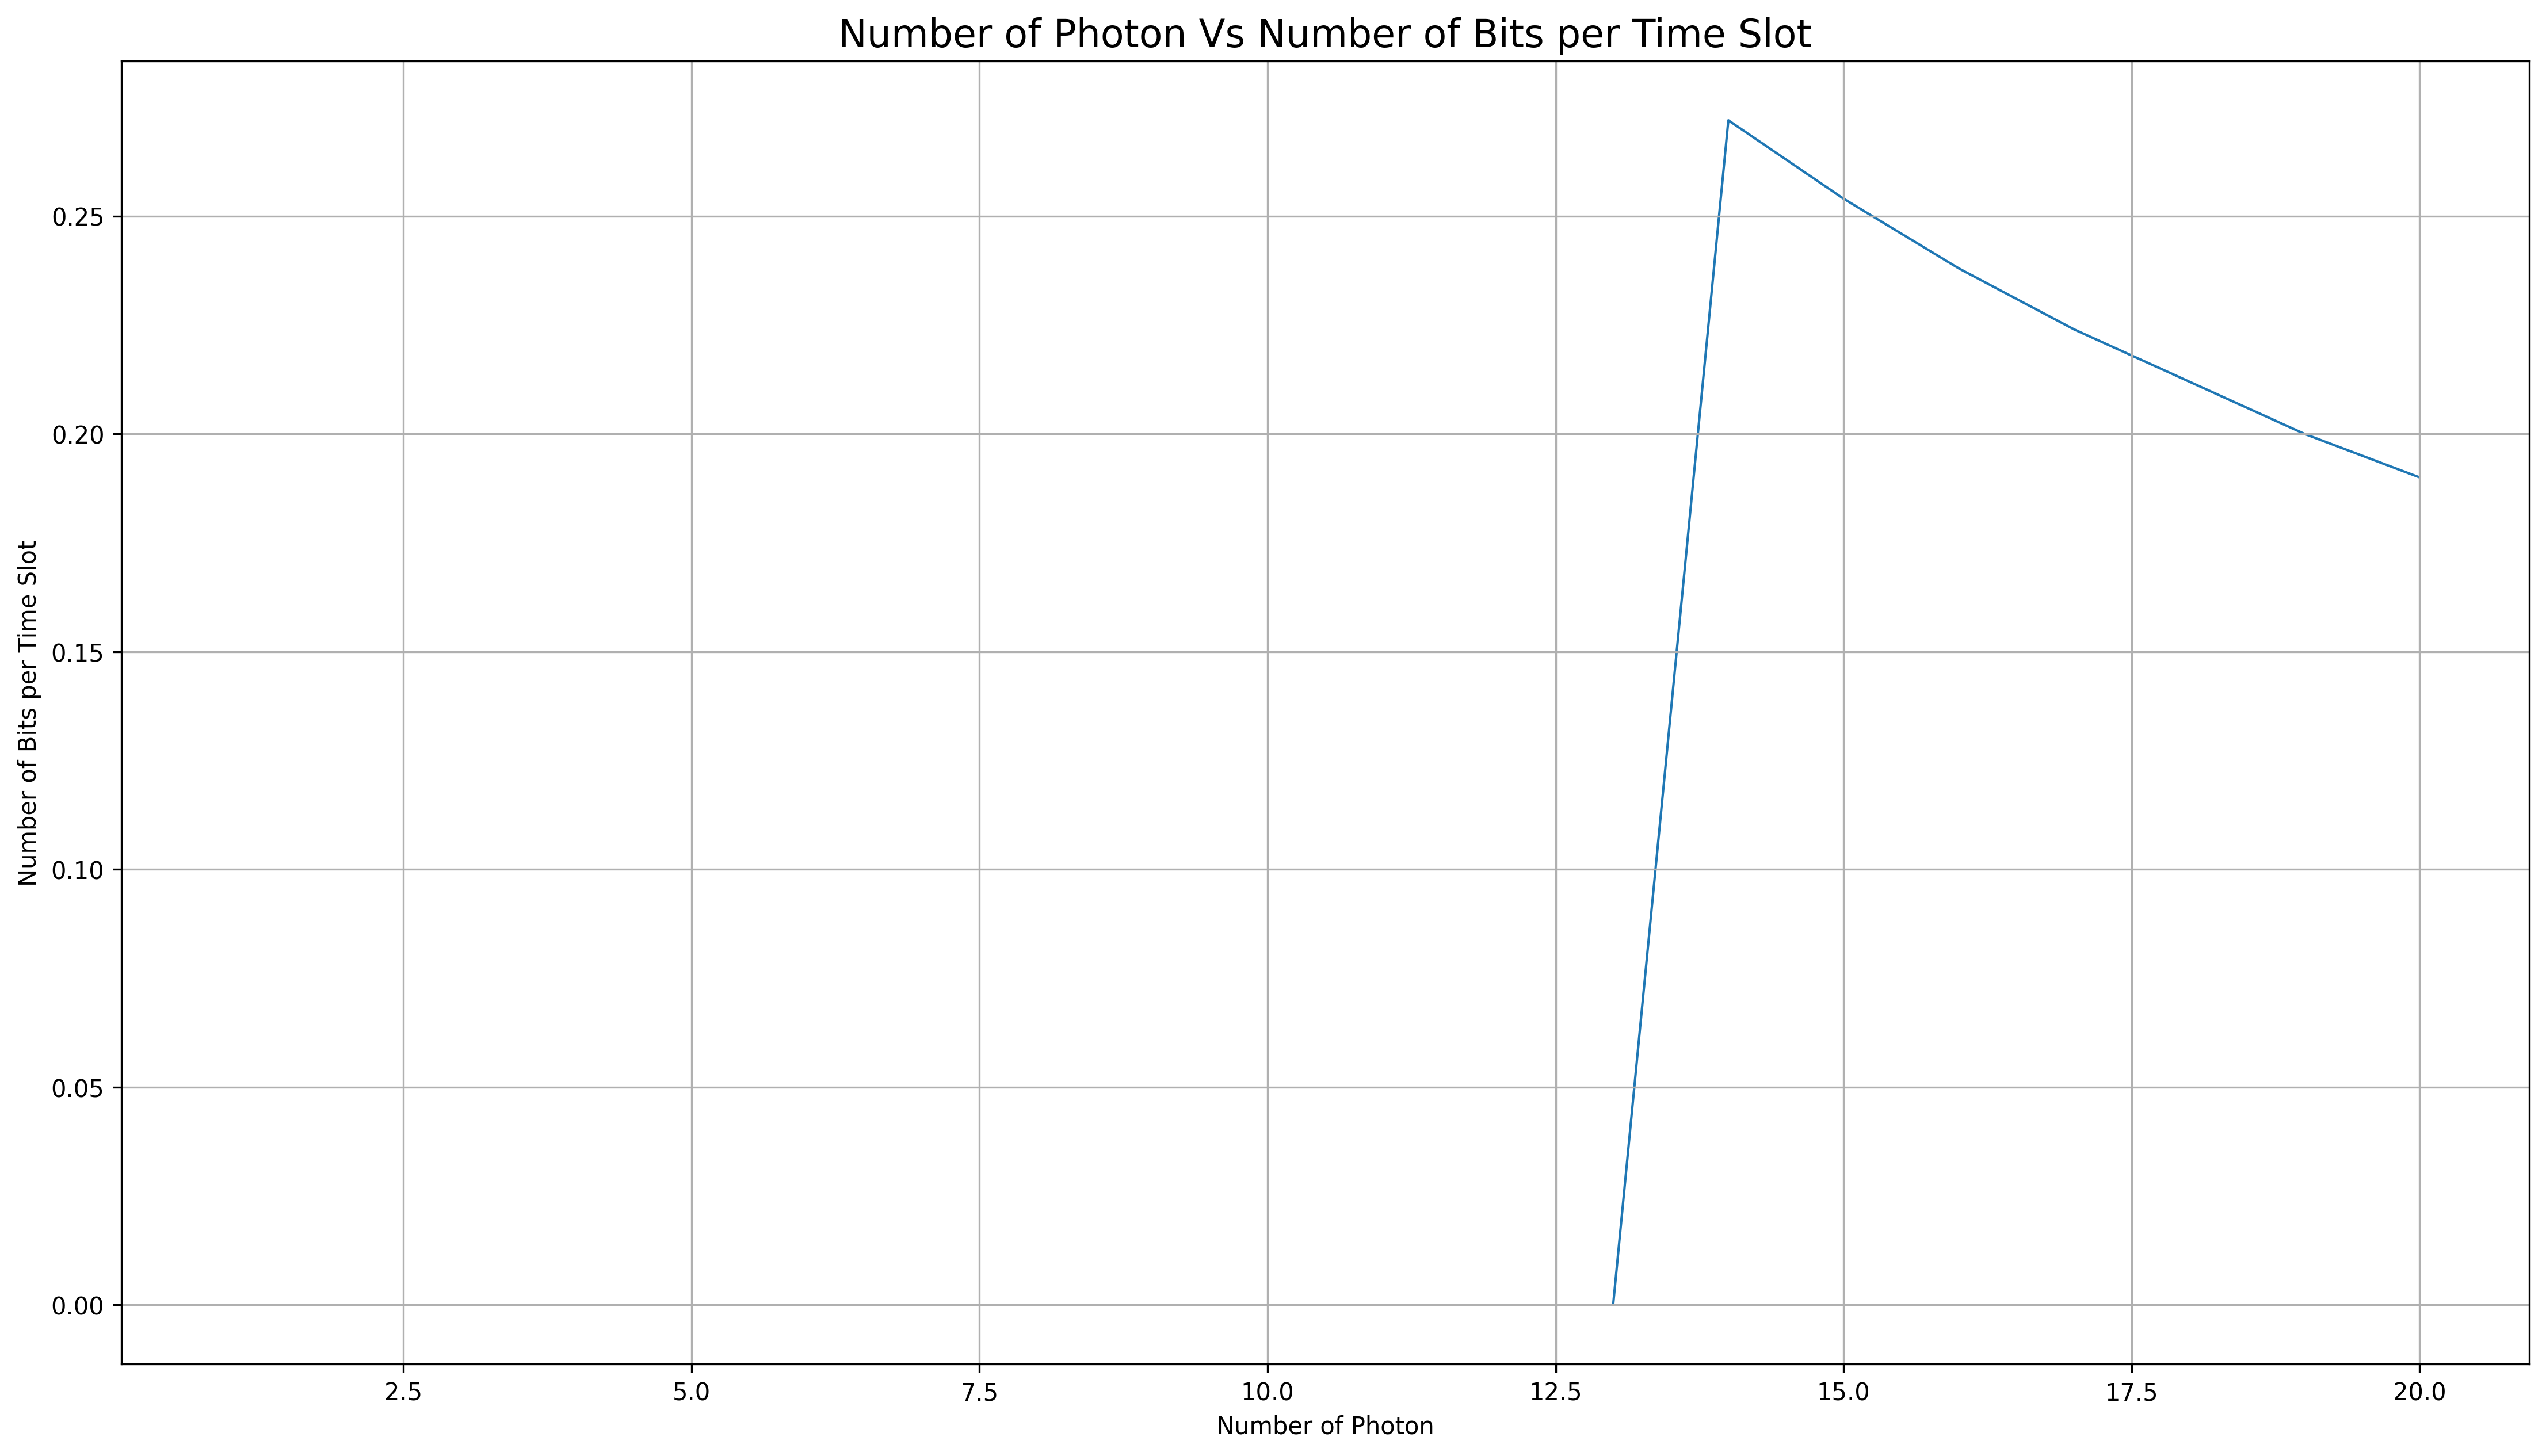 Number of Photon Vs Number of Bits per Time Slot
Number of Bits per Time Slot
0.25
0.20
0.15
0.10
0.05
0.00
2.5 5.0 7.5 10.0 12.5 15.0 17.5 20.0
Number of Photon